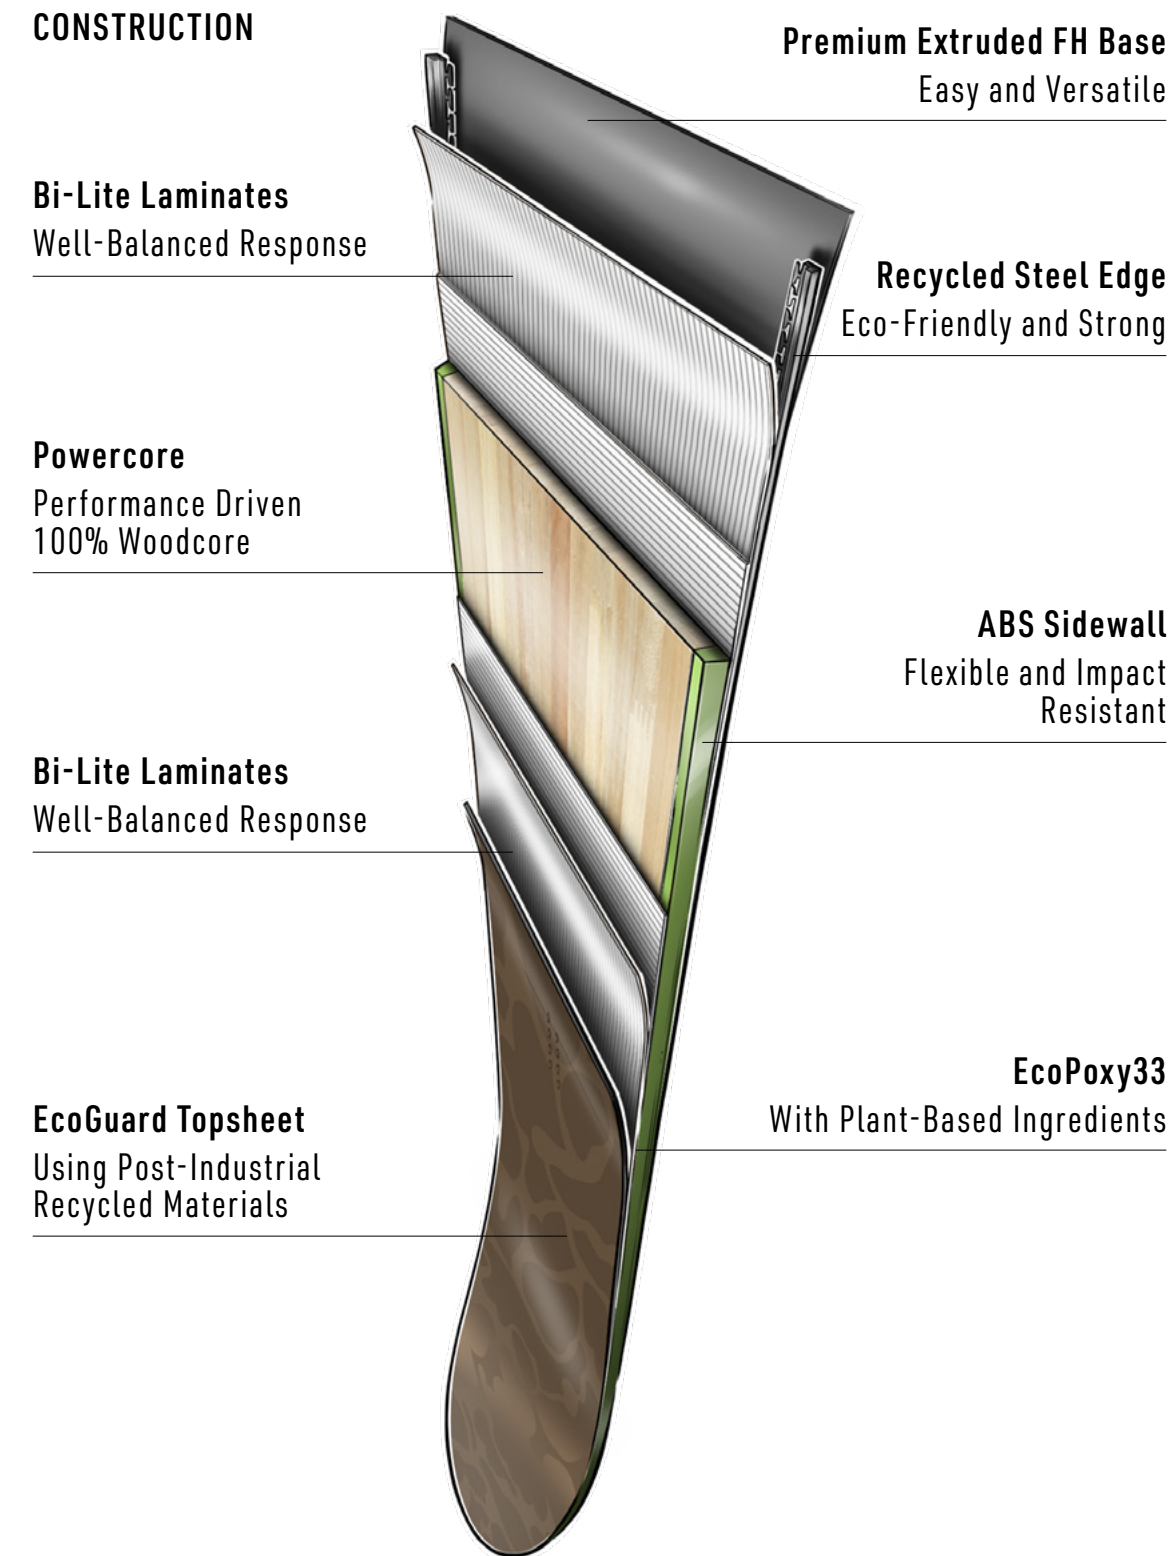 CONSTRUCTION
Premium Extruded FH Base
Easy and Versatile
Bi-Lite Laminates
Well-Balanced Response
Recycled Steel Edge
Eco-Friendly and Strong
Powercore
Performance Driven
100% Woodcore
ABS Sidewall
Flexible and Impact
Resistant
Bi-Lite Laminates
Well-Balanced Response
EcoPoxy33
With Plant-Based Ingredients
EcoGuard Topsheet
Using Post-Industrial
Recycled Materials